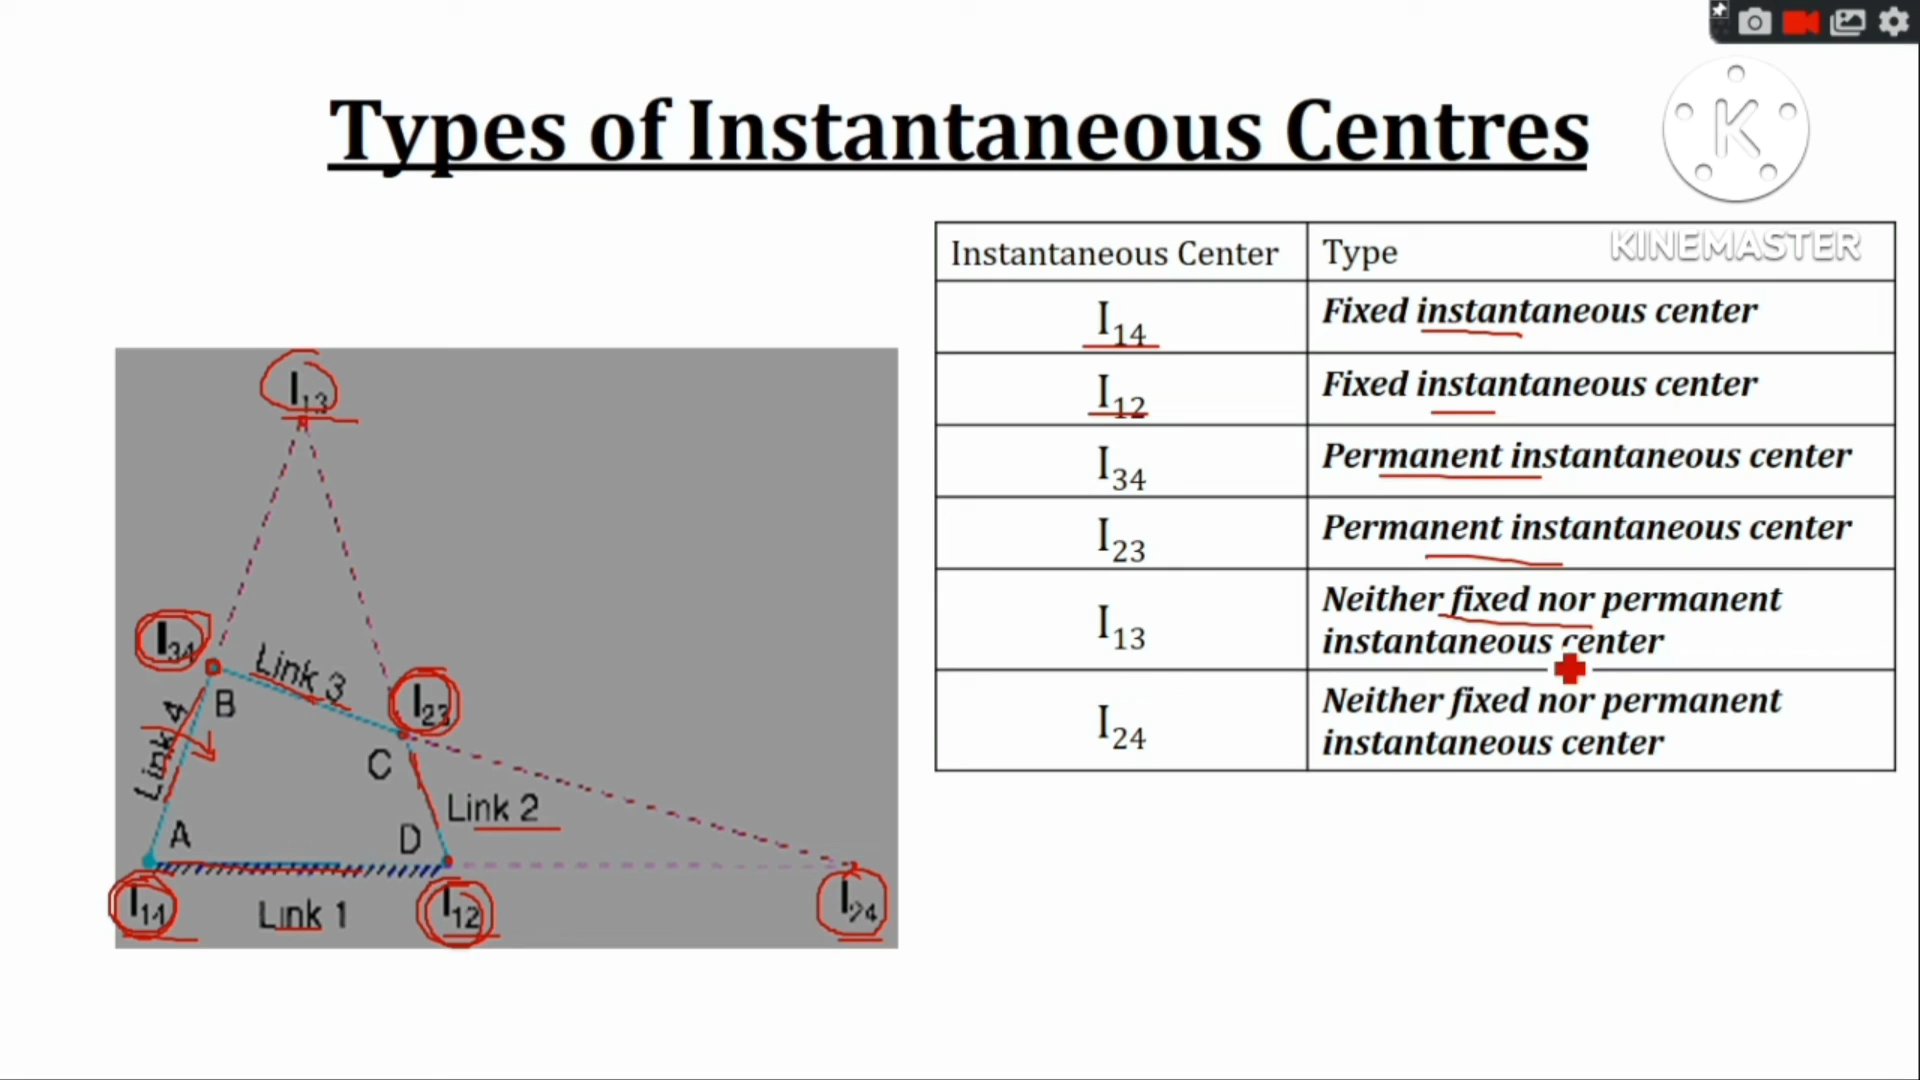 Types of Instantaneous Centres
K
KINEMASTER
Instantaneous Center Type
I14 Fixed instantaneous center
I12 Fixed instantaneous center
I34 Permanent instantaneous center
I23 Permanent instantaneous center
I13 Neither fixed nor permanent
instantaneous center
I24 Neither fixed nor permanent
instantaneous center
I13
I34
Link 3
I23
B
Link 4
C
Link 2
A
D
I14
Link 1
I12
I24